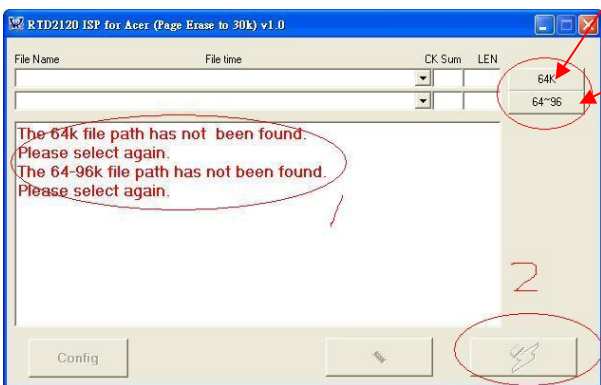 RTD2120 ISP for Acer (Page Erase to 30k) v1.0
File Name File time CK Sum LEN
64K
64~96
The 64k file path has not been found.
Please select again.
The 64-96k file path has not been found.
Please select again.
1
2
Config